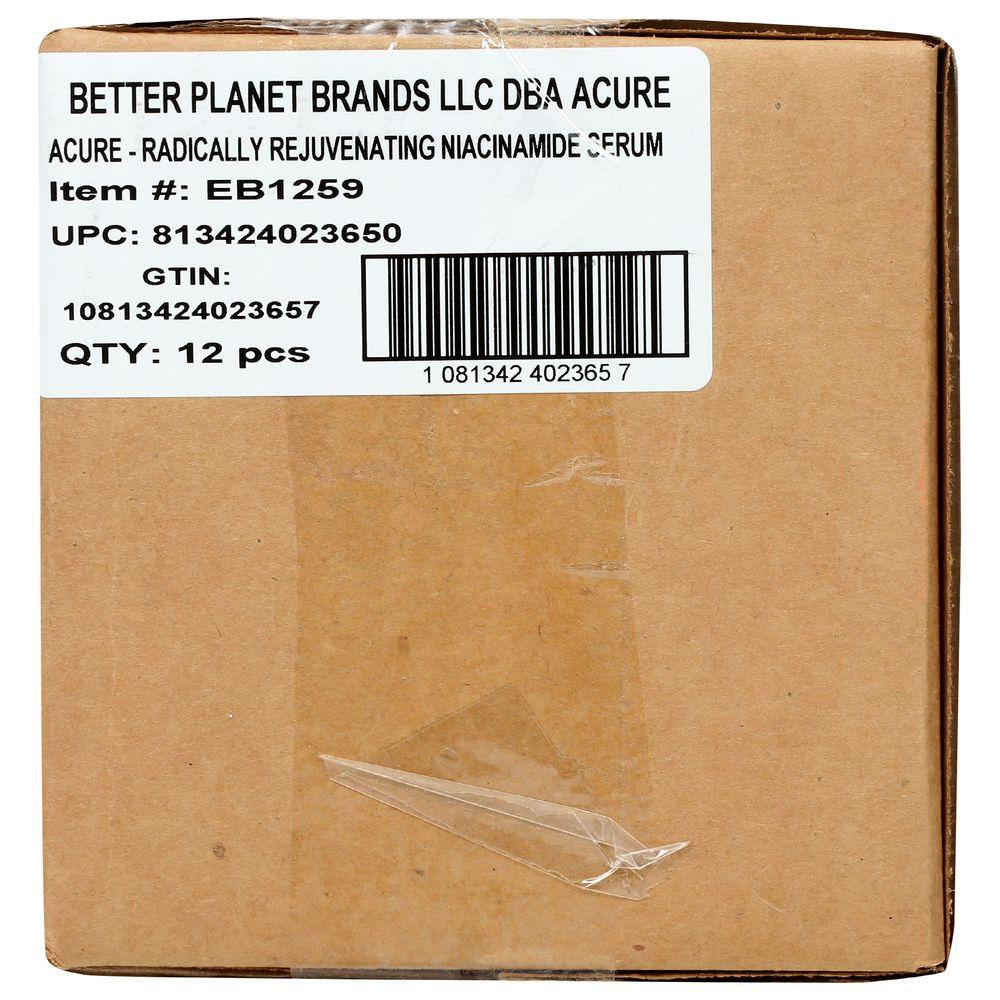 BETTER PLANET BRANDS LLC DBA ACURE
ACURE - RADICALLY REJUVENATING NIACINAMIDE SERUM
Item #: EB1259
UPC: 813424023650
GTIN:
10813424023657
QTY: 12 pcs
1 081342 402365 7